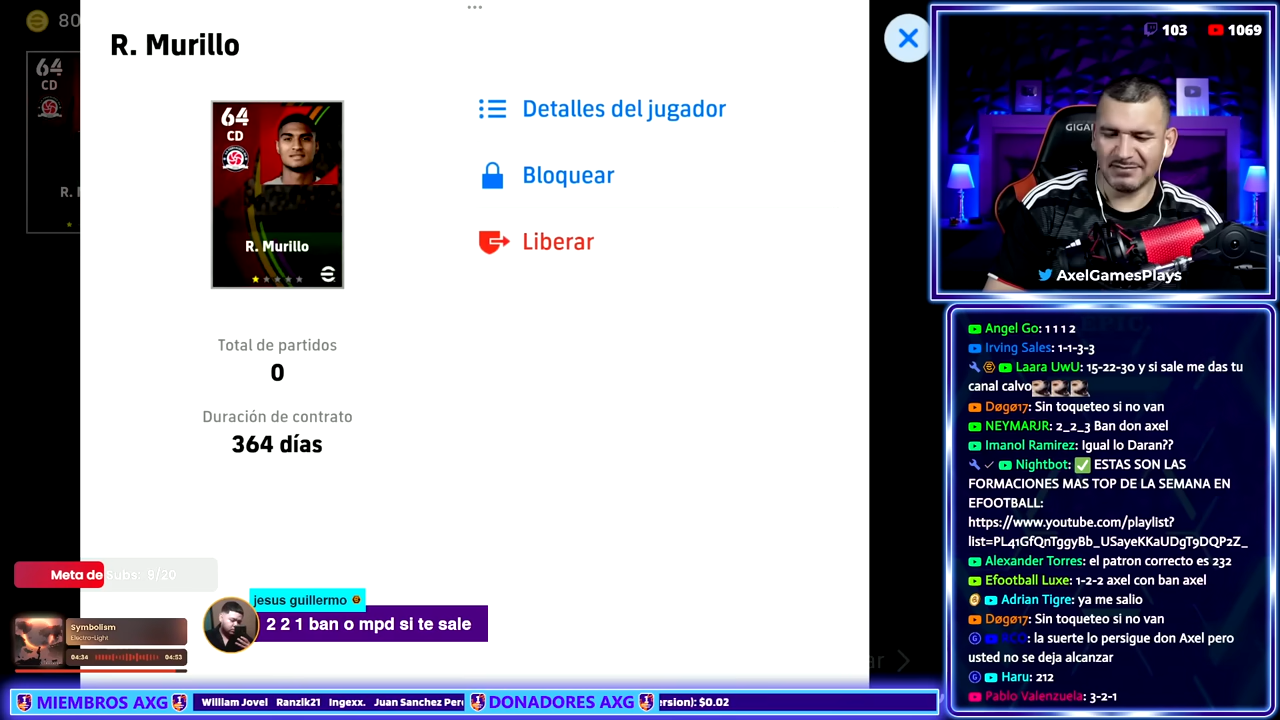 80
64
CD
R. M
R. Murillo
64
CD
R. Murillo
Detalles del jugador
Bloquear
Liberar
Total de partidos
0
Duración de contrato
364 días
103
1069
GIGA
AxelGamesPlays
Angel Go: 1 1 1 2
Irving Sales: 1-1-3-3
Laara UwU: 15-22-30 y si sale me das tu
canal calvo
Døgø17: Sin toqueteo si no van
NEYMARJR: 2_2_3 Ban don axel
Imanol Ramirez: Igual lo Daran??
Nightbot: ✅ ESTAS SON LAS
FORMACIONES MAS TOP DE LA SEMANA EN
EFOOTBALL:
https://www.youtube.com/playlist?
list=PL41GfQnTggyBb_USayeKKaUDgT9DQP2Z_
Alexander Torres: el patron correcto es 232
Efootball Luxe: 1-2-2 axel con ban axel
Adrian Tigre: ya me salio
Døgø17: Sin toqueteo si no van
: la suerte lo persigue don Axel pero
usted no se deja alcanzar
Haru: 212
Pablo Valenzuela: 3-2-1
Meta de Subs: 9/20
Symbolism
Electro-Light
04:34
04:53
jesus guillermo
2 2 1 ban o mpd si te sale
ar
MIEMBROS AXG
William Jovel Ranzik21 Ingexx. Juan Sanchez Per
DONADORES AXG
ersion): $0.02